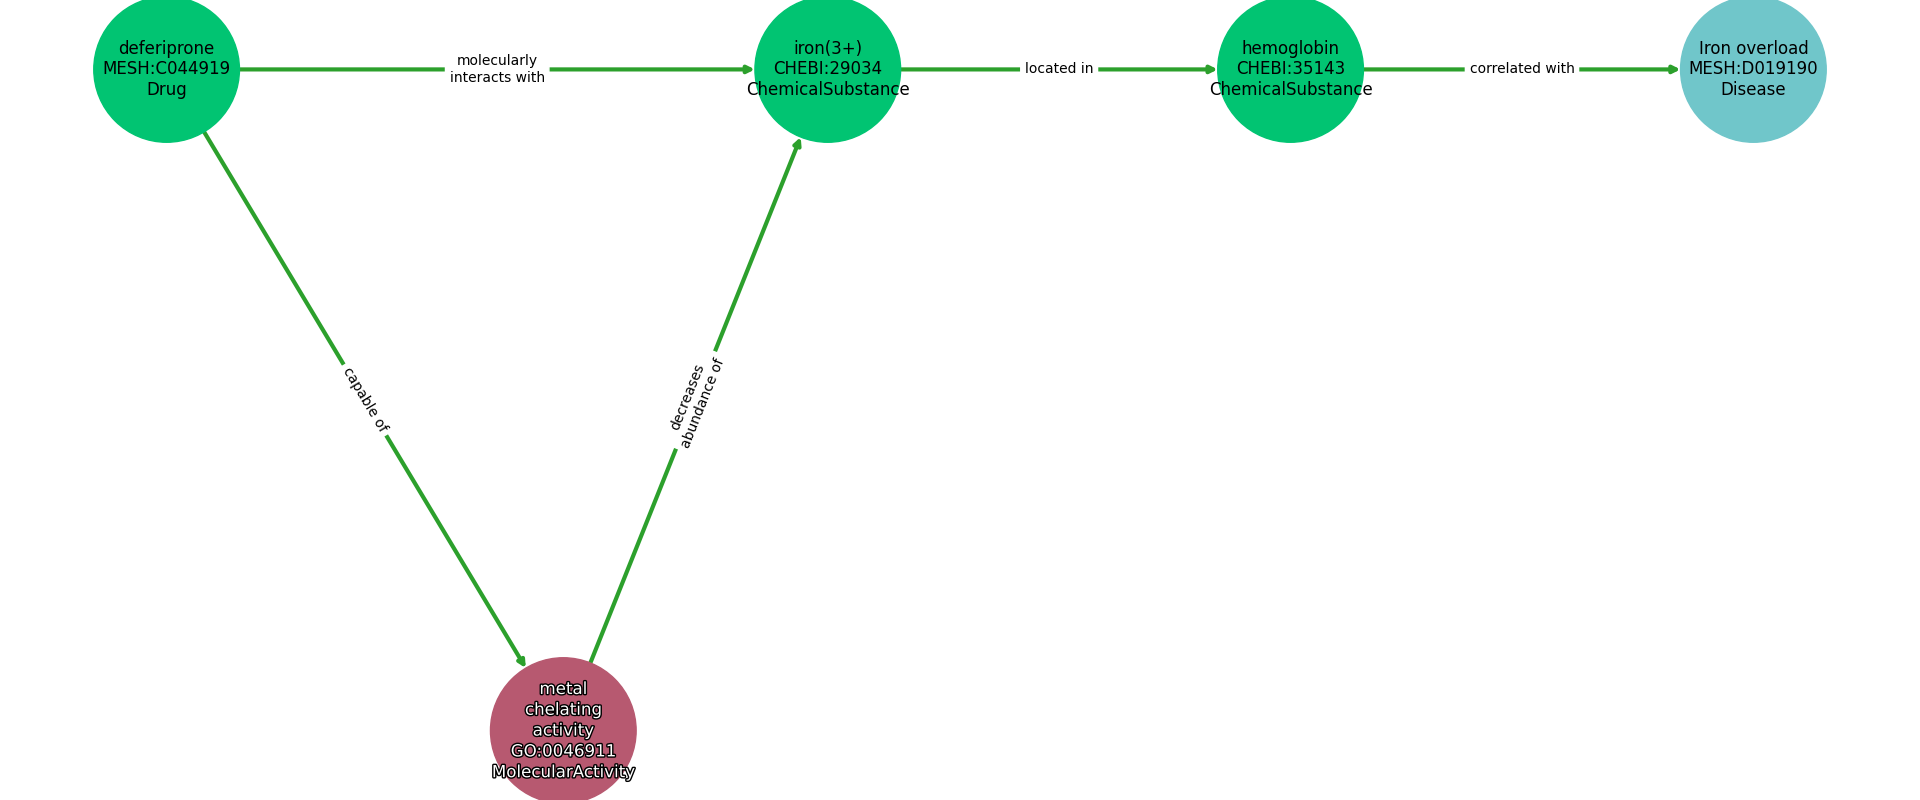 deferiprone
MESH:C044919
Drug
molecularly
interacts with
iron(3+)
CHEBI:29034
ChemicalSubstance
located in
hemoglobin
CHEBI:35143
ChemicalSubstance
correlated with
Iron overload
MESH:D019190
Disease
capable of
decreases
abundance of
metal
chelating
activity
GO:0046911
MolecularActivity